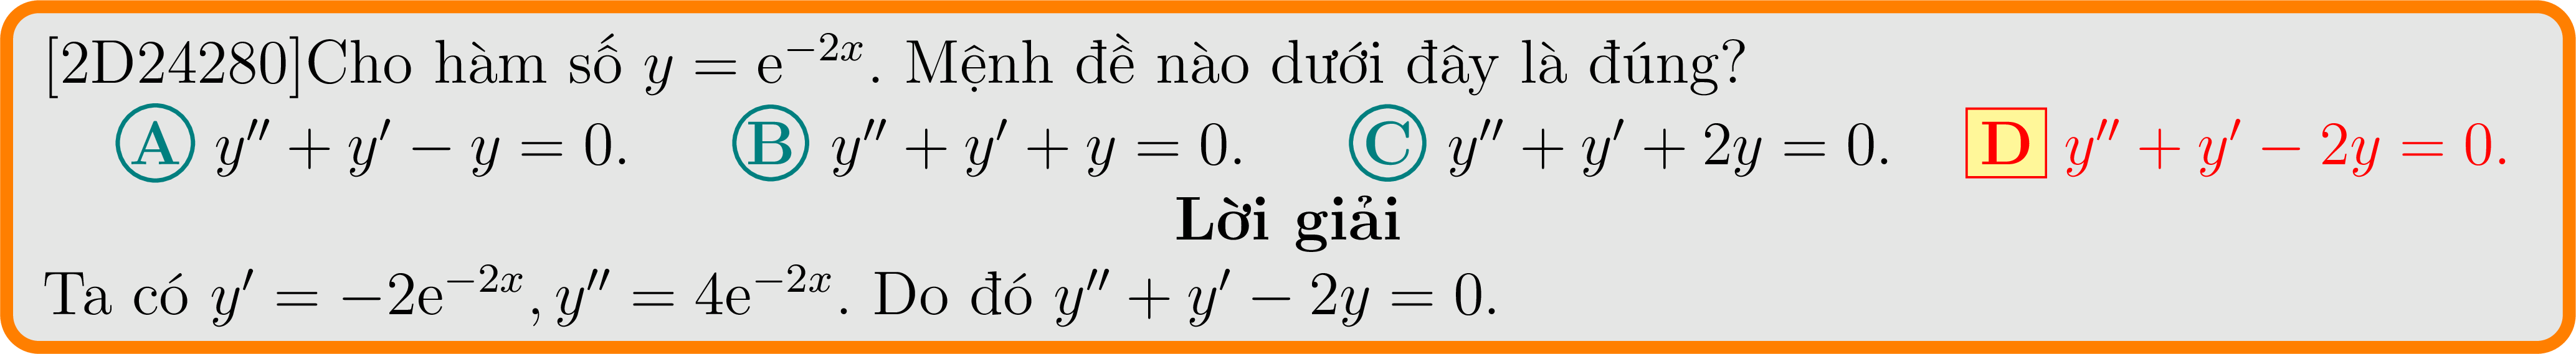 [2D24280]Cho hàm số y = e⁻²ˣ. Mệnh đề nào dưới đây là đúng?
A y″ + y′ − y = 0. B y″ + y′ + y = 0. C y″ + y′ + 2y = 0. D y″ + y′ − 2y = 0.
Lời giải
Ta có y′ = −2e⁻²ˣ, y″ = 4e⁻²ˣ. Do đó y″ + y′ − 2y = 0.